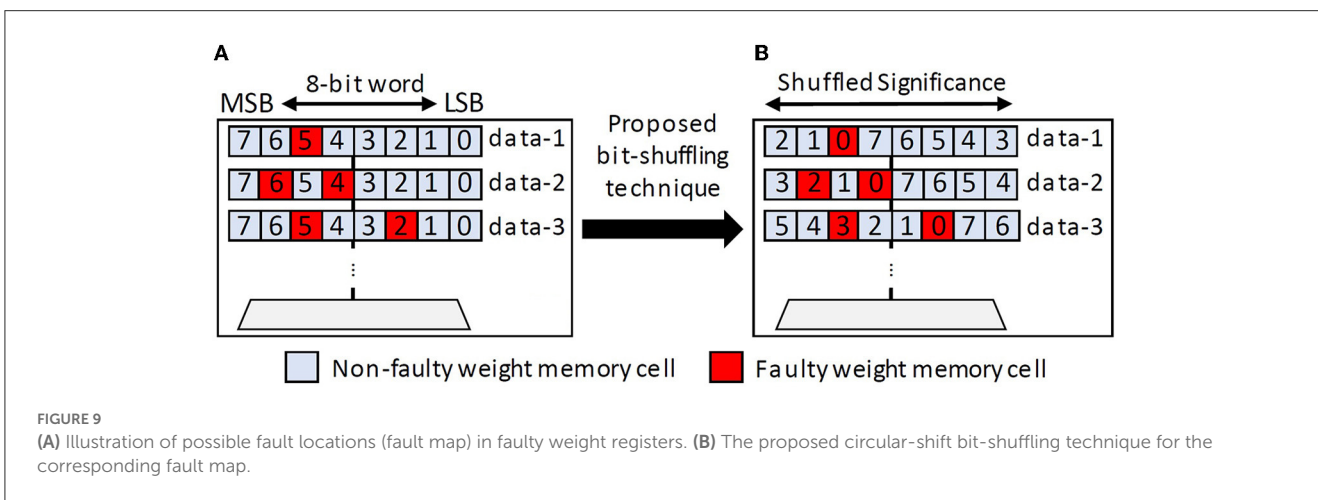 A
B
8-bit word
MSB
LSB
Shuffled Significance
7 6 5 4 3 2 1 0 data-1
7 6 5 4 3 2 1 0 data-2
7 6 5 4 3 2 1 0 data-3
Proposed
bit-shuffling
technique
2 1 0 7 6 5 4 3 data-1
3 2 1 0 7 6 5 4 data-2
5 4 3 2 1 0 7 6 data-3
Non-faulty weight memory cell
Faulty weight memory cell
FIGURE 9
(A) Illustration of possible fault locations (fault map) in faulty weight registers. (B) The proposed circular-shift bit-shuffling technique for the
corresponding fault map.